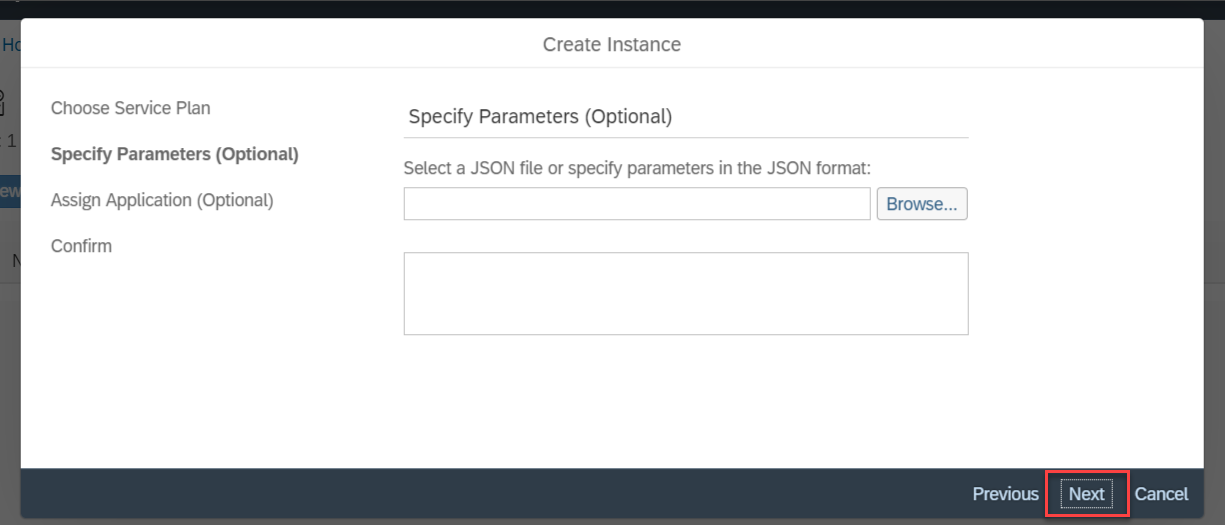 Create Instance
Choose Service Plan
Specify Parameters (Optional)
Assign Application (Optional)
Confirm
Specify Parameters (Optional)
Select a JSON file or specify parameters in the JSON format:
Browse...
Previous
Next
Cancel